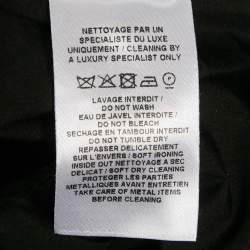 NETTOYAGE PAR UN
SPECIALISTE DU LUXE
UNIQUEMENT / CLEANING BY
A LUXURY SPECIALIST ONLY
LAVAGE INTERDIT /
DO NOT WASH
EAU DE JAVEL INTERDITE /
DO NOT BLEACH
SECHAGE EN TAMBOUR INTERDIT
DO NOT TUMBLE DRY
REPASSER DELICATEMENT
SUR L'ENVERS / SOFT IRONING
INSIDE OUT NETTOYAGE A SEC
DELICAT / SOFT DRY CLEANING
PROTEGER LES PARTIES
METALLIQUES AVANT ENTRETIEN
TAKE CARE OF METAL ITEMS
BEFORE CLEANING